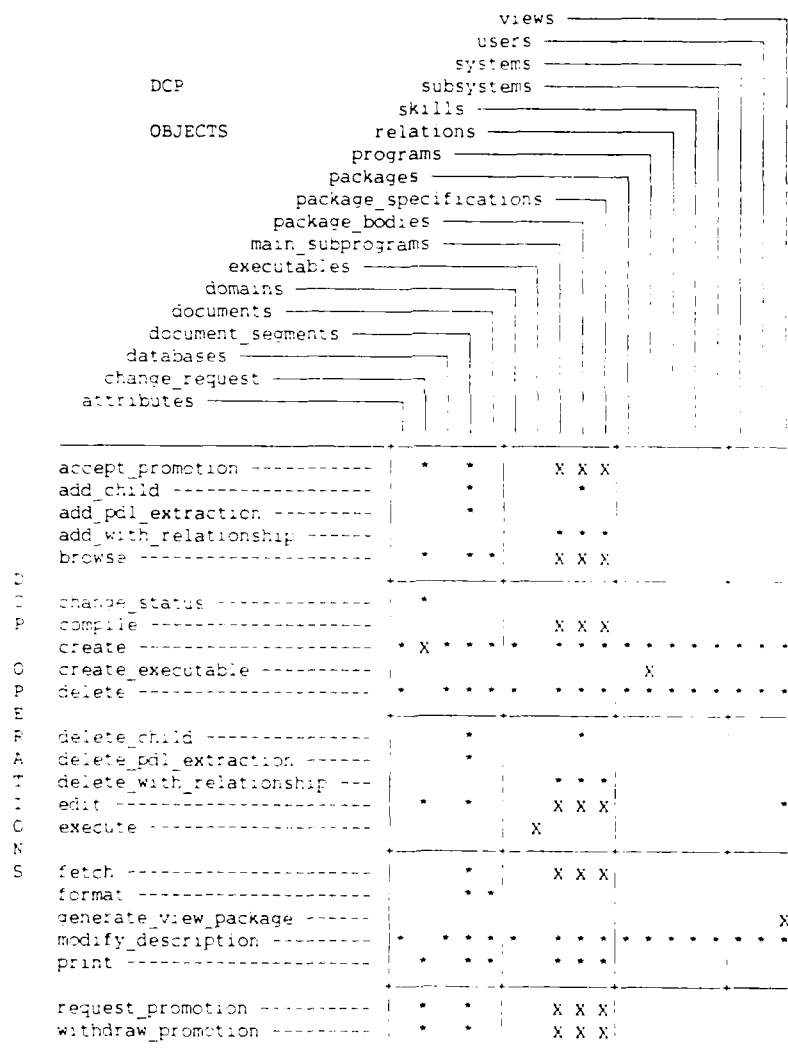 views
users
systems
DCP subsystems
skills
OBJECTS relations
programs
packages
package_specifications
package_bodies
main_subprograms
executables
domains
documents
document_segments
databases
change_request
attributes
accept_promotion ----------- * * X X X
add_child ------------------ * *
add_pdl_extraction --------- *
add_with_relationship ------ * * *
browse --------------------- * * * X X X
D
C change_status -------------- *
P compile -------------------- X X X
create --------------------- * X * * * * * * * * * * * * * * *
O create_executable ---------- X
P delete --------------------- * * * * * * * * * * * * * * * *
E
R delete_child --------------- * *
A delete_pdl_extraction ------ *
T delete_with_relationship --- * * *
I edit ----------------------- * * X X X *
O execute -------------------- X
N
S fetch ---------------------- * X X X
format --------------------- * *
generate_view_package ------ X
modify_description --------- * * * * * * * * * * * * * * * *
print ---------------------- * * * * * *
request_promotion ---------- * * X X X
withdraw_promotion --------- * * X X X